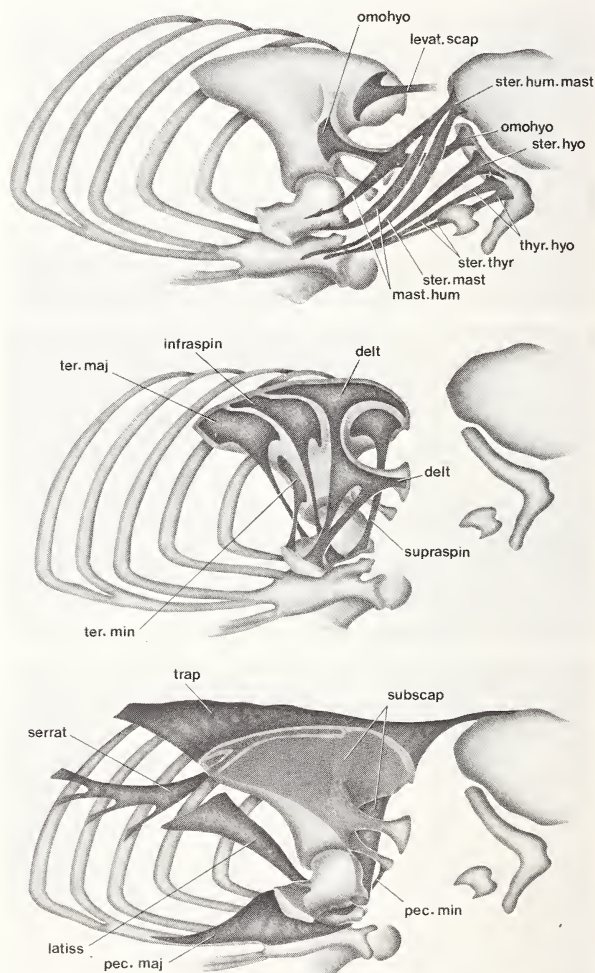 omohyo
levat. scap
ster. hum. mast
omohyo
ster. hyo
thyr. hyo
ster. thyr
ster. mast
mast. hum
infraspin
delt
ter. maj
delt
supraspin
ter. min
trap
subscap
serrat
pec. min
latiss
pec. maj